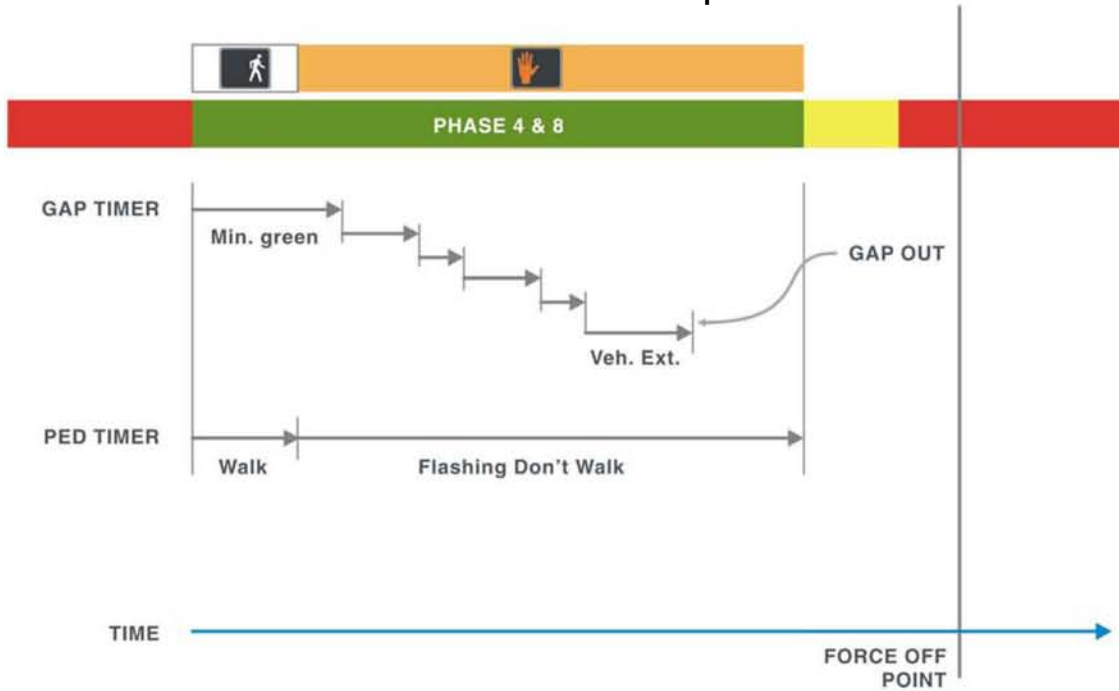 PHASE 4 & 8
GAP TIMER
Min. green
GAP OUT
Veh. Ext.
PED TIMER
Walk
Flashing Don't Walk
TIME
FORCE OFF
POINT